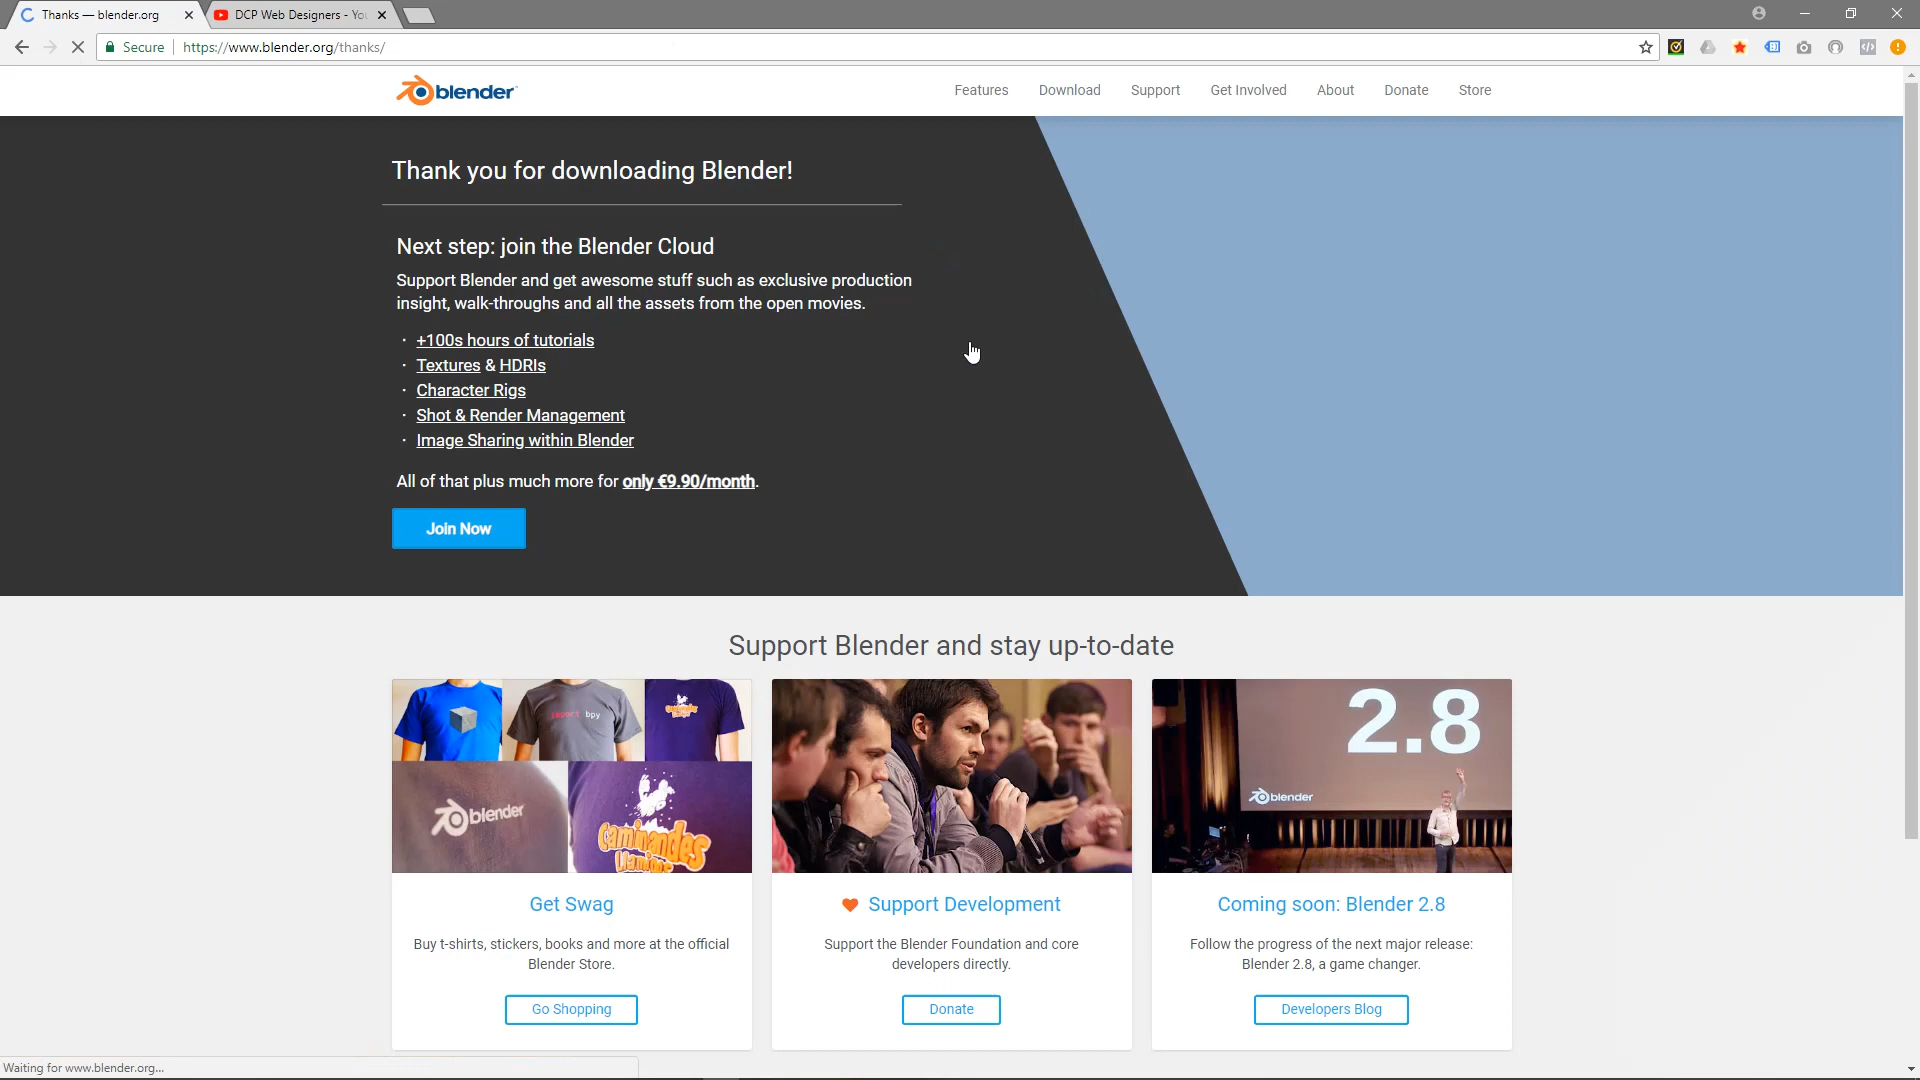 Thanks — blender.org
DCP Web Designers - You
Secure
https://www.blender.org/thanks/
blender
Features
Download
Support
Get Involved
About
Donate
Store
Thank you for downloading Blender!
Next step: join the Blender Cloud
Support Blender and get awesome stuff such as exclusive production
insight, walk-throughs and all the assets from the open movies.
· +100s hours of tutorials
· Textures & HDRIs
· Character Rigs
· Shot & Render Management
· Image Sharing within Blender
All of that plus much more for only €9.90/month.
Join Now
Support Blender and stay up-to-date
import bpy
blender
Caminandes
Llamigos
2.8
blender
Get Swag
Buy t-shirts, stickers, books and more at the official
Blender Store.
Go Shopping
Support Development
Support the Blender Foundation and core
developers directly.
Donate
Coming soon: Blender 2.8
Follow the progress of the next major release:
Blender 2.8, a game changer.
Developers Blog
Waiting for www.blender.org...